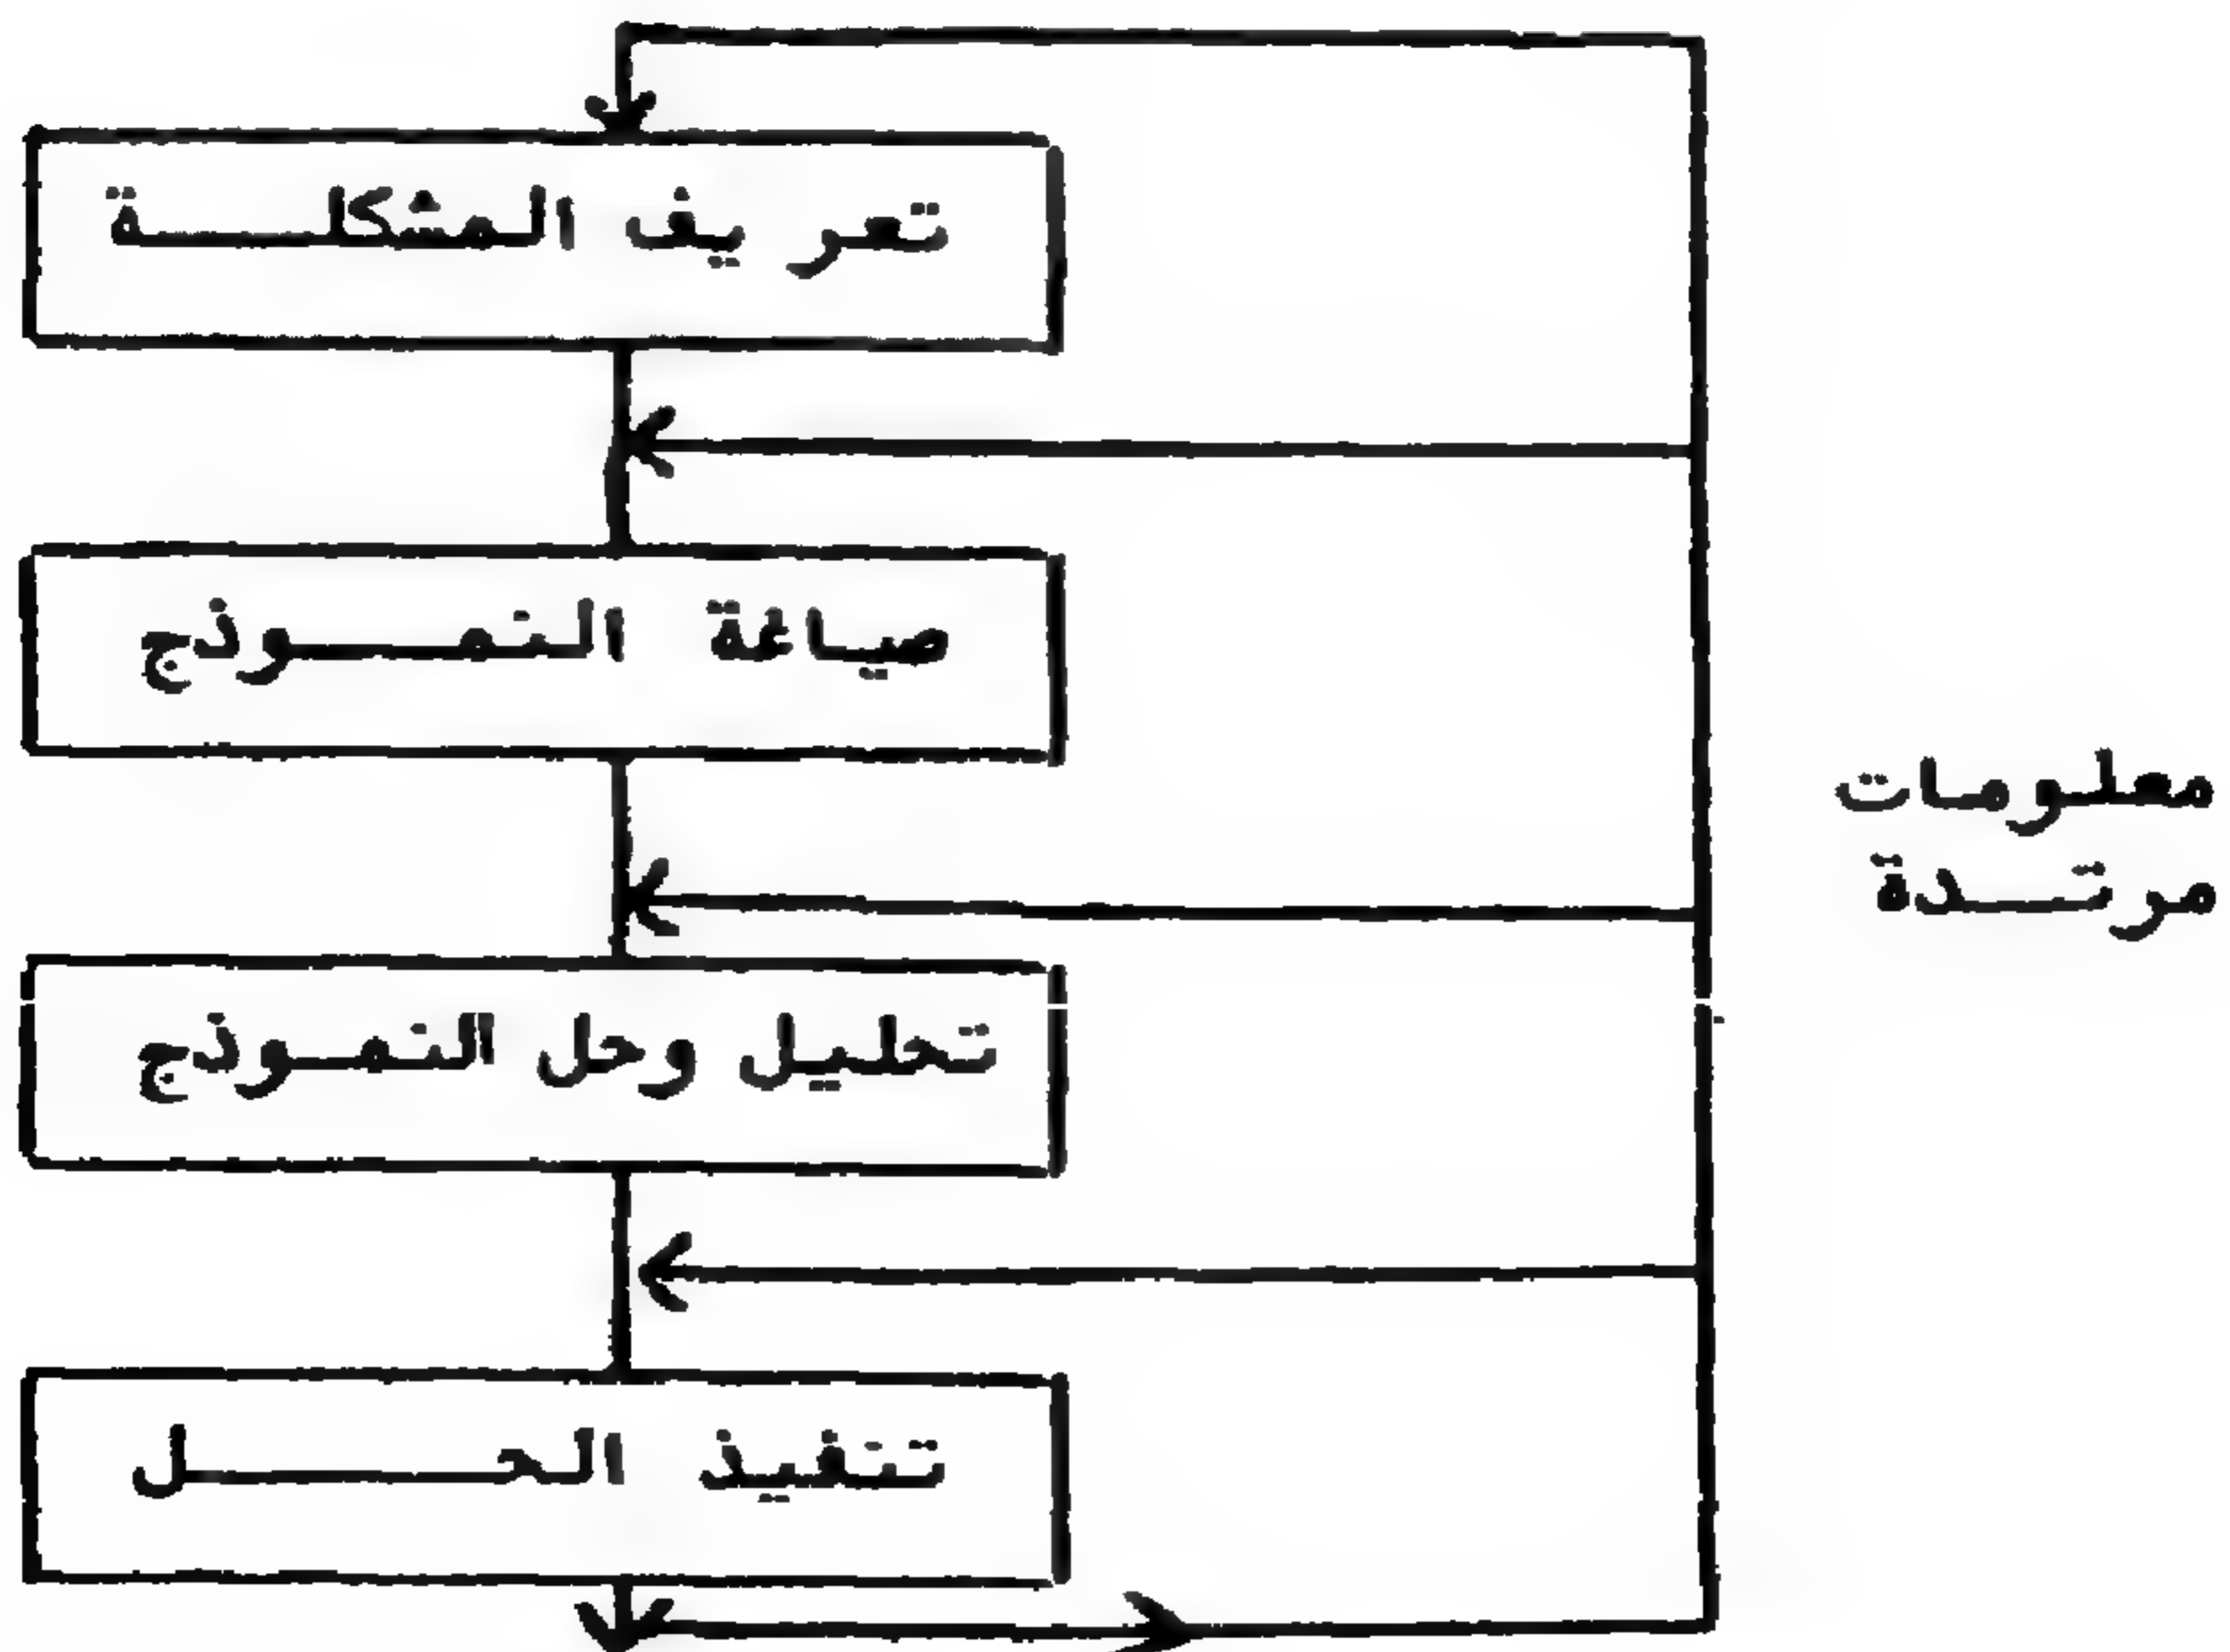 تعريف المشكلة
صياغة النموذج
معلومات
مرتدة
تحليل وحل النموذج
تنفيذ الحل